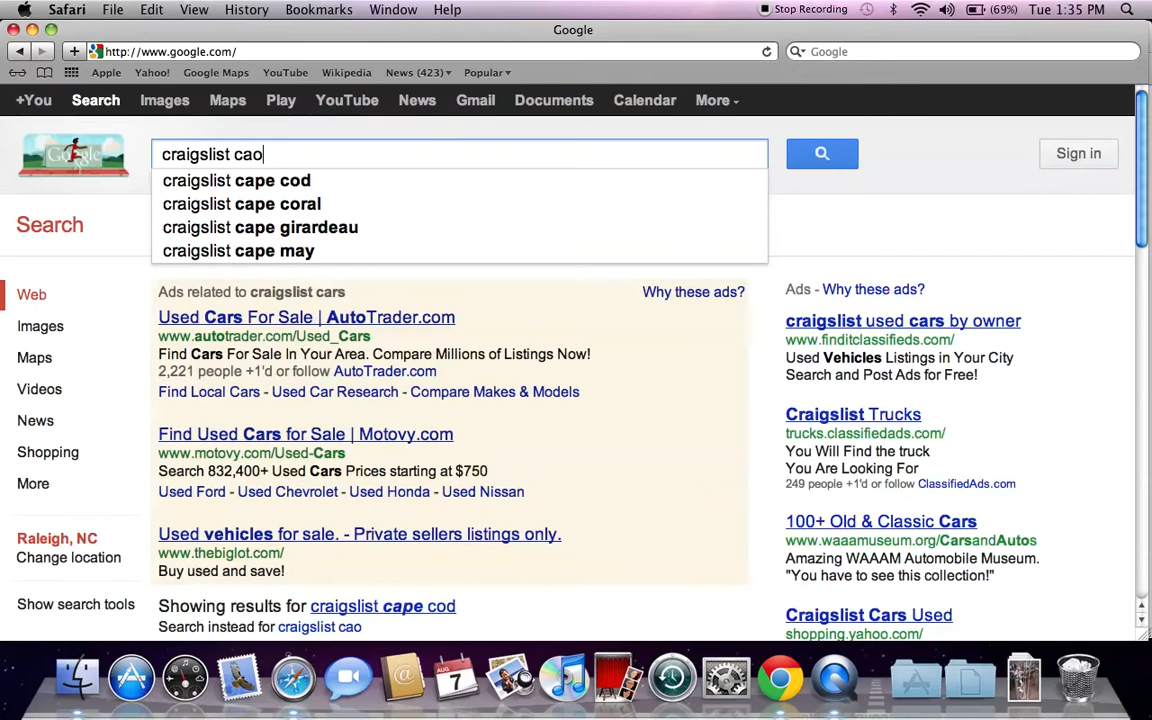 Safari File Edit View History Bookmarks Window Help Stop Recording (69%) Tue 1:35 PM
Google
http://www.google.com/ Google
Apple Yahoo! Google Maps YouTube Wikipedia News (423) Popular
+You Search Images Maps Play YouTube News Gmail Documents Calendar More
Google craigslist cao Sign in
craigslist cape cod
craigslist cape coral
craigslist cape girardeau
craigslist cape may
Search
Web
Images
Maps
Videos
News
Shopping
More
Raleigh, NC
Change location
Show search tools
Ads related to craigslist cars Why these ads?
Used Cars For Sale | AutoTrader.com
www.autotrader.com/Used_Cars
Find Cars For Sale In Your Area. Compare Millions of Listings Now!
2,221 people +1'd or follow AutoTrader.com
Find Local Cars - Used Car Research - Compare Makes & Models
Find Used Cars for Sale | Motovy.com
www.motovy.com/Used-Cars
Search 832,400+ Used Cars Prices starting at $750
Used Ford - Used Chevrolet - Used Honda - Used Nissan
Used vehicles for sale. - Private sellers listings only.
www.thebiglot.com/
Buy used and save!
Showing results for craigslist cape cod
Search instead for craigslist cao
Ads - Why these ads?
craigslist used cars by owner
www.finditclassifieds.com/
Used Vehicles Listings in Your City
Search and Post Ads for Free!
Craigslist Trucks
trucks.classifiedads.com/
You Will Find the truck
You Are Looking For
249 people +1'd or follow ClassifiedAds.com
100+ Old & Classic Cars
www.waaamuseum.org/CarsandAutos
Amazing WAAAM Automobile Museum.
"You have to see this collection!"
Craigslist Cars Used
shopping.yahoo.com/
AUG
7